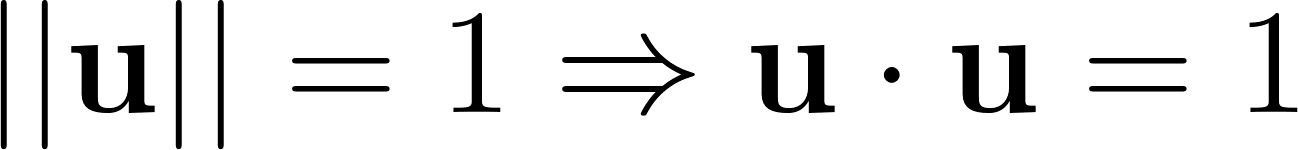 ||u|| = 1 ⇒ u · u = 1